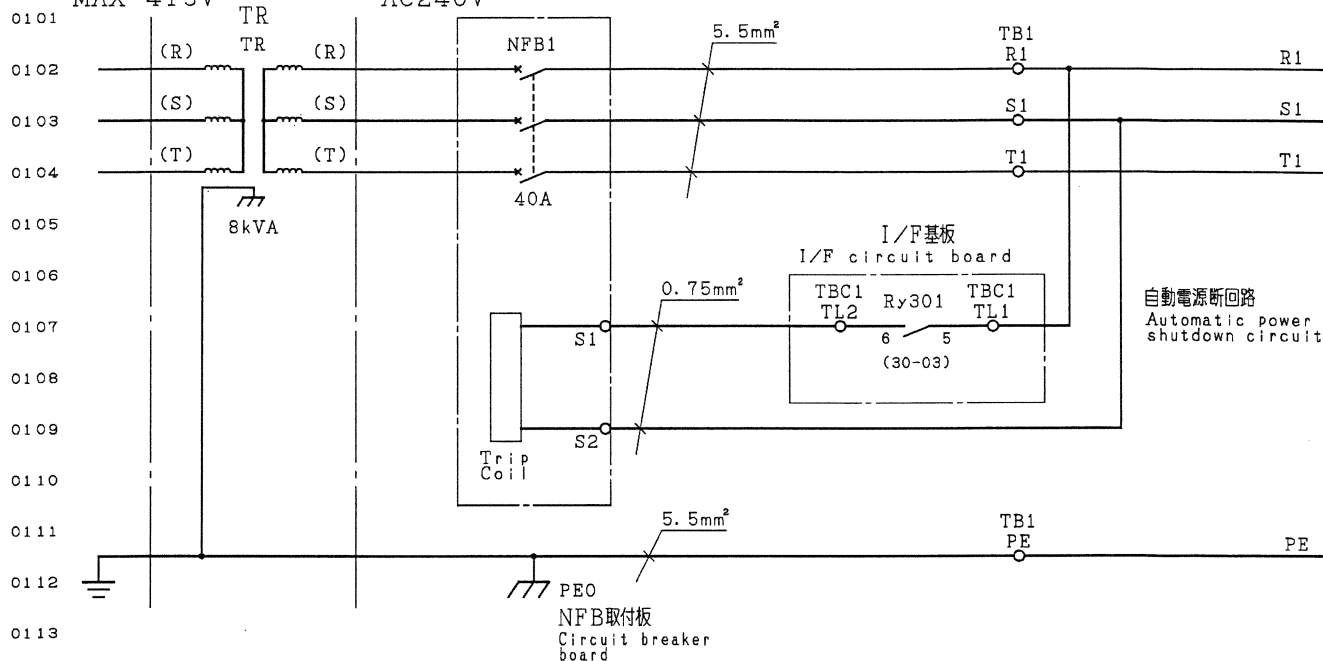 MAX 415V
AC240V
0101
TR
TR
NFB1
5.5mm²
TB1
R1
0102
(R)
(R)
R1
0103
(S)
(S)
S1
S1
0104
(T)
(T)
T1
T1
40A
0105
8kVA
I/F基板
I/F circuit board
0106
0.75mm²
TBC1
TL2
Ry301
TBC1
TL1
自動電源断回路
Automatic power
shutdown circuit
0107
S1
6
5
(30-03)
0108
0109
S2
Trip
Coil
0110
0111
5.5mm²
TB1
PE
PE
0112
PE0
NFB取付板
Circuit breaker
board
0113